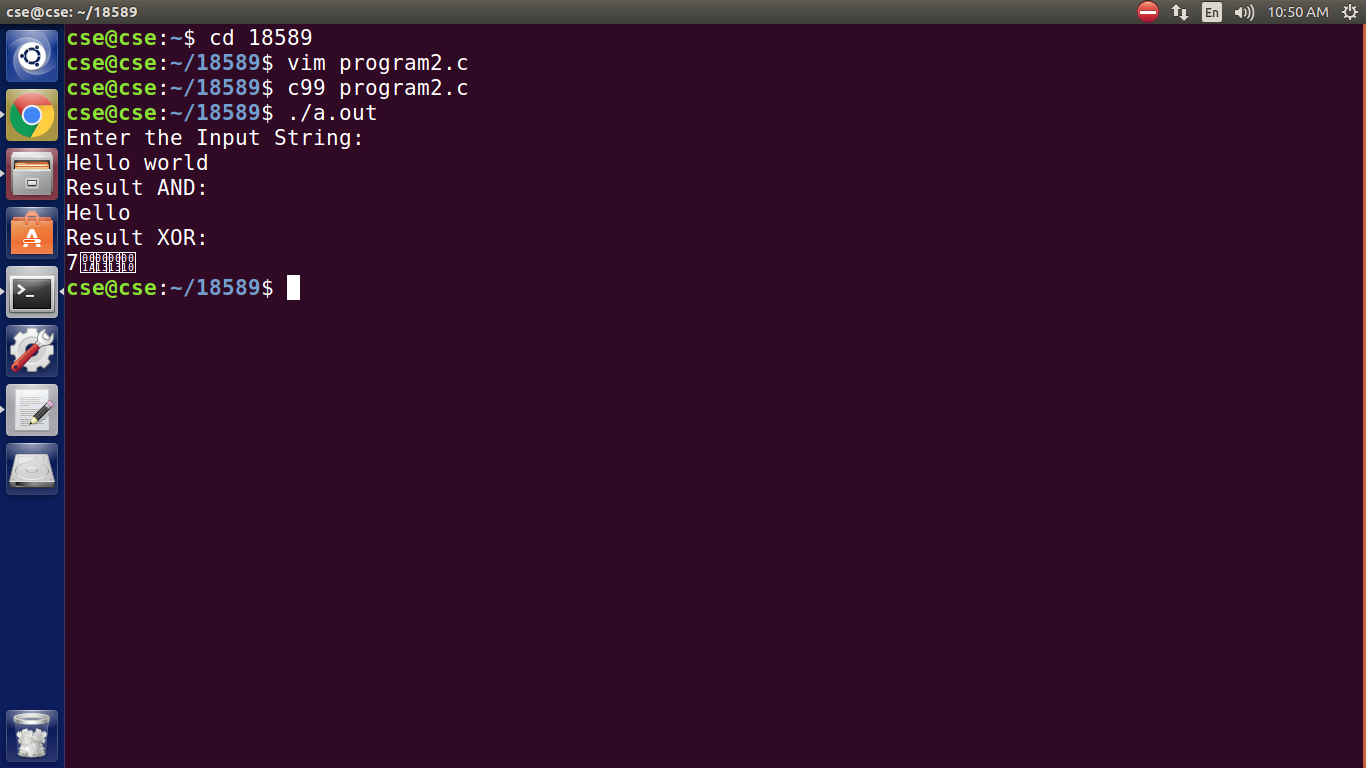 cse@cse: ~/18589
En
10:50 AM
cse@cse:~$ cd 18589
cse@cse:~/18589$ vim program2.c
cse@cse:~/18589$ c99 program2.c
cse@cse:~/18589$ ./a.out
Enter the Input String:
Hello world
Result AND:
Hello
Result XOR:
7
cse@cse:~/18589$